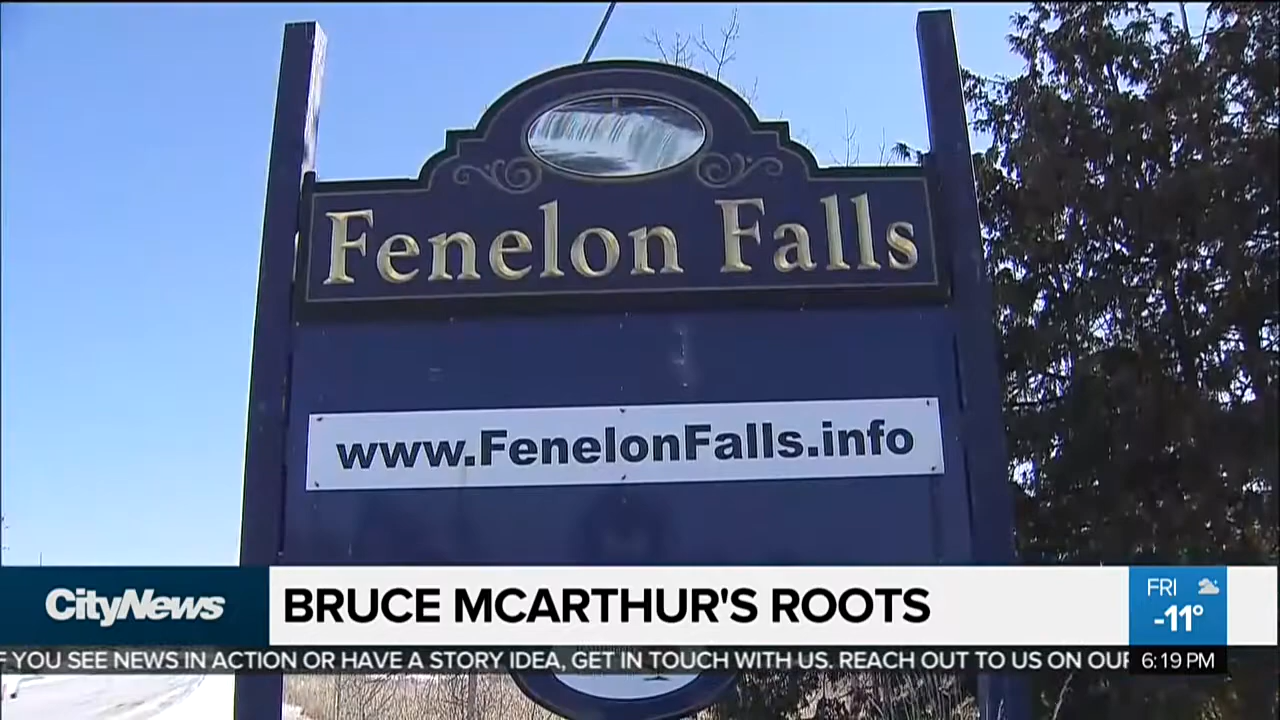 Fenelon Falls
www.FenelonFalls.info
CityNews
BRUCE MCARTHUR'S ROOTS
FRI
-11°
F YOU SEE NEWS IN ACTION OR HAVE A STORY IDEA, GET IN TOUCH WITH US. REACH OUT TO US ON OUR
6:19 PM